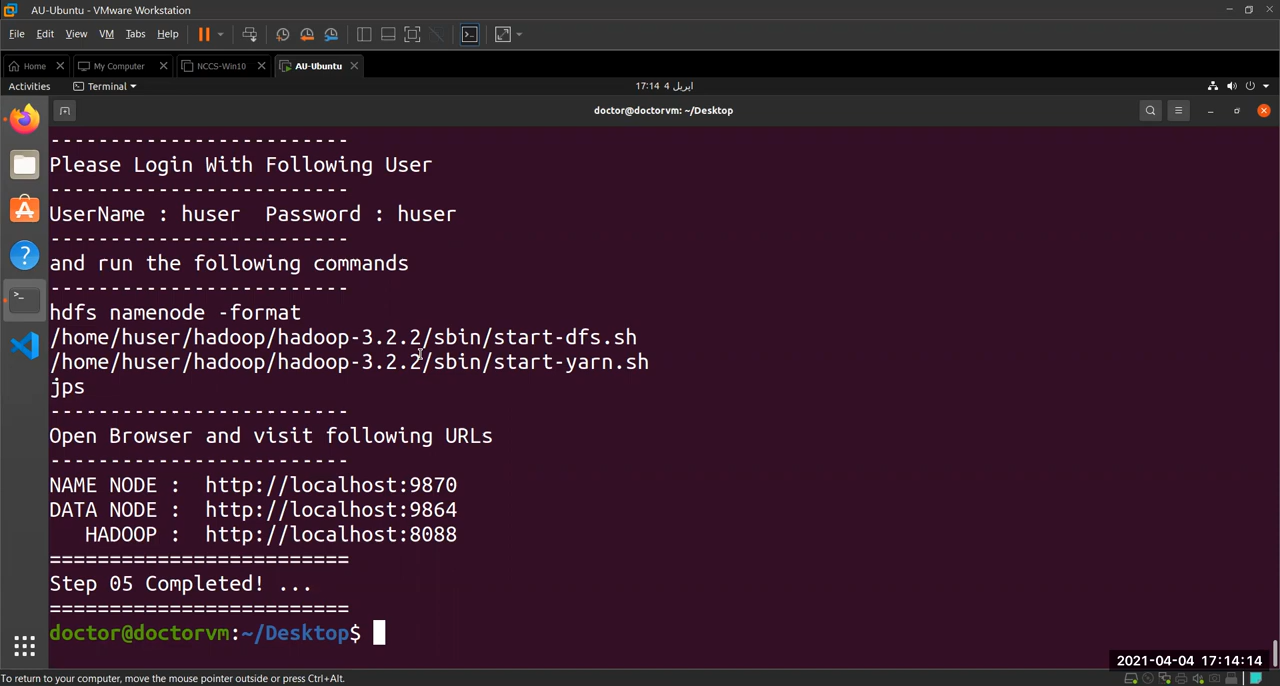 AU-Ubuntu - VMware Workstation
File Edit View VM Tabs Help
Home My Computer NCCS-Win10 AU-Ubuntu
Activities Terminal 17:14 4 اپریل
doctor@doctorvm: ~/Desktop
-------------------------
Please Login With Following User
-------------------------
UserName : huser  Password : huser
-------------------------
and run the following commands
-------------------------
hdfs namenode -format
/home/huser/hadoop/hadoop-3.2.2/sbin/start-dfs.sh
/home/huser/hadoop/hadoop-3.2.2/sbin/start-yarn.sh
jps
-------------------------
Open Browser and visit following URLs
-------------------------
NAME NODE :  http://localhost:9870
DATA NODE :  http://localhost:9864
   HADOOP :  http://localhost:8088
=========================
Step 05 Completed! ...
=========================
doctor@doctorvm:~/Desktop$
2021-04-04 17:14:14
To return to your computer, move the mouse pointer outside or press Ctrl+Alt.